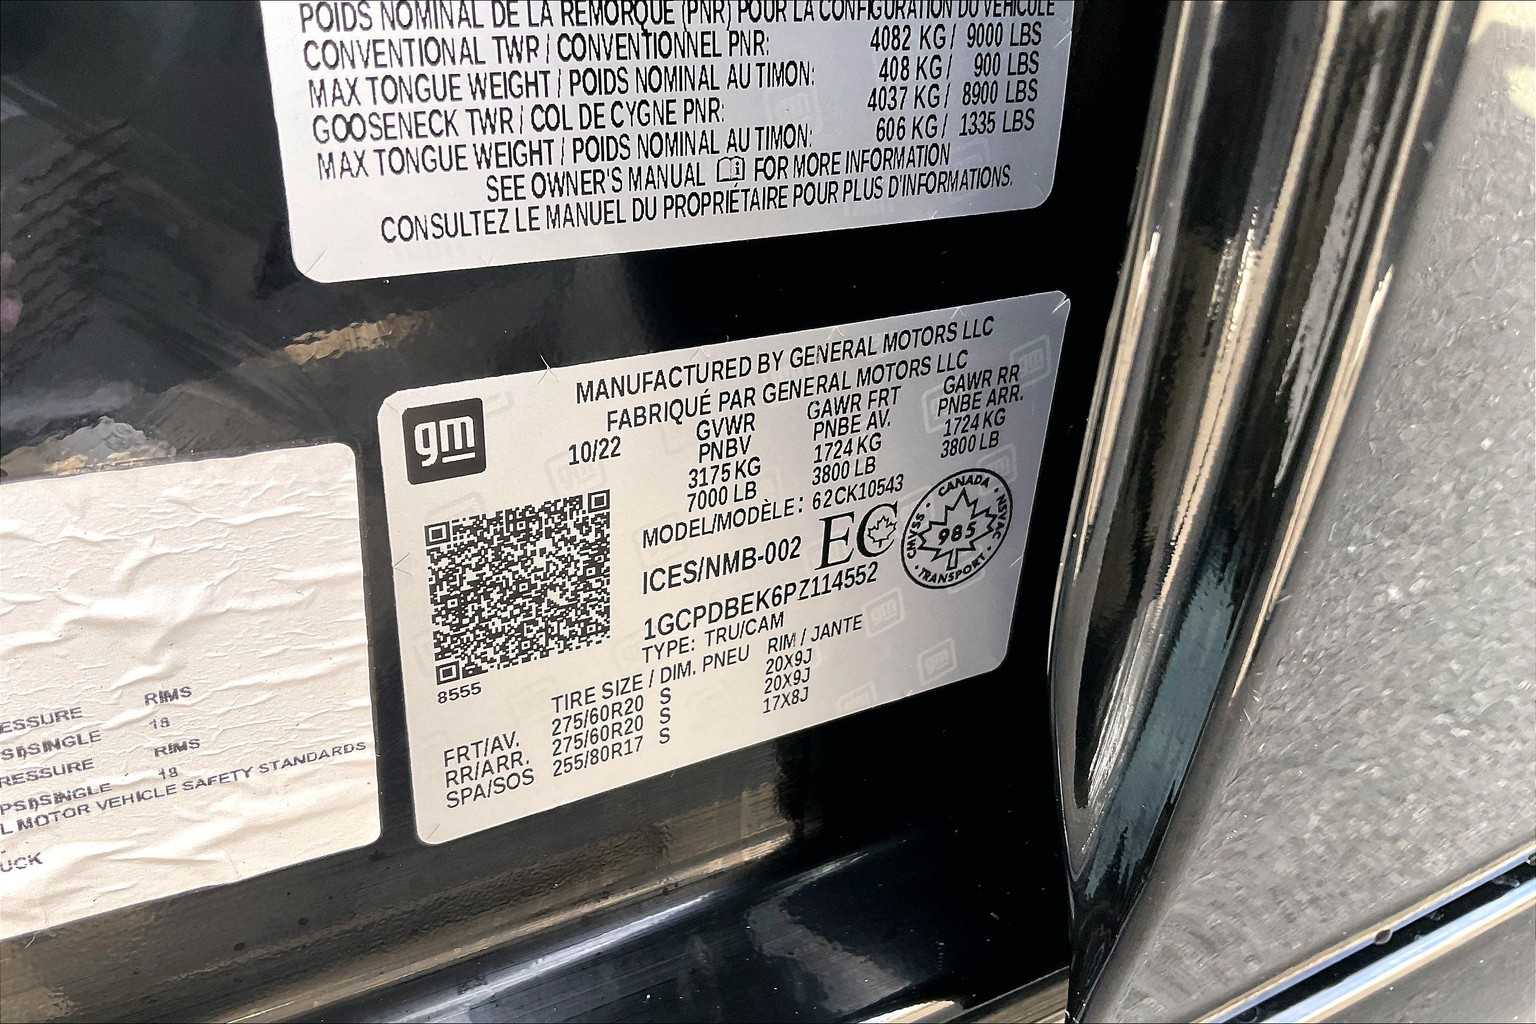 POIDS NOMINAL DE LA REMORQUE (PNR) POUR LA CONFIGURATION DU VÉHICULE
CONVENTIONAL TWR / CONVENTIONNEL PNR: 4082 KG / 9000 LBS
MAX TONGUE WEIGHT / POIDS NOMINAL AU TIMON: 408 KG / 900 LBS
GOOSENECK TWR / COL DE CYGNE PNR: 4037 KG / 8900 LBS
MAX TONGUE WEIGHT / POIDS NOMINAL AU TIMON: 606 KG / 1335 LBS
SEE OWNER'S MANUAL FOR MORE INFORMATION
CONSULTEZ LE MANUEL DU PROPRIÉTAIRE POUR PLUS D'INFORMATIONS.
gm
MANUFACTURED BY GENERAL MOTORS LLC
FABRIQUÉ PAR GENERAL MOTORS LLC
10/22 GVWR GAWR FRT GAWR RR
PNBV PNBE AV. PNBE ARR.
3175 KG 1724 KG 1724 KG
7000 LB 3800 LB 3800 LB
MODEL/MODÈLE: 62CK10543
ICES/NMB-002 EC
CANADA NSVAC TRANSPORT CMVSS
985
1GCPDBEK6PZ114552
TYPE: TRU/CAM
8555
TIRE SIZE / DIM. PNEU RIM / JANTE
FRT/AV. 275/60R20 S 20X9J
RR/ARR. 275/60R20 S 20X9J
SPA/SOS 255/80R17 S 17X8J
ESSURE RIMS
SI)SINGLE 18
RESSURE RIMS
PSI)SINGLE 18
L MOTOR VEHICLE SAFETY STANDARDS
UCK